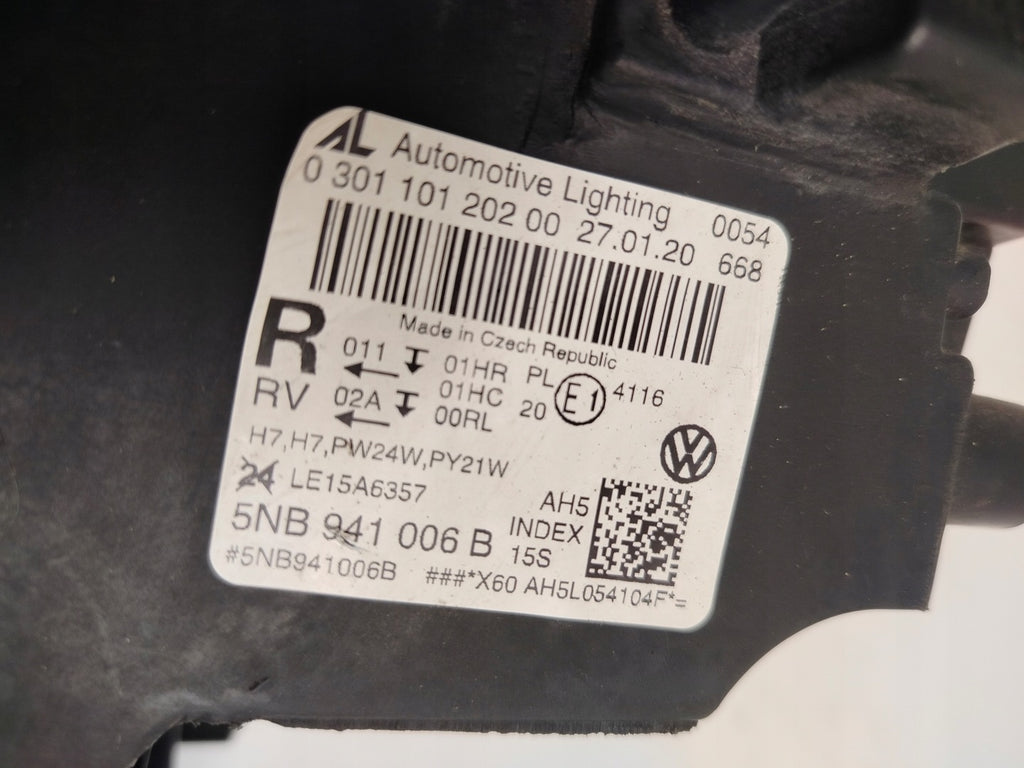 AL Automotive Lighting 0054
0 301 101 202 00 27.01.20 668
Made in Czech Republic
R 011 01HR PL E1 4116
RV 02A 01HC 20
00RL
H7,H7,PW24W,PY21W
24 LE15A6357
AH5
5NB 941 006 B INDEX
15S
#5NB941006B ###*X60 AH5L054104F*=
VW